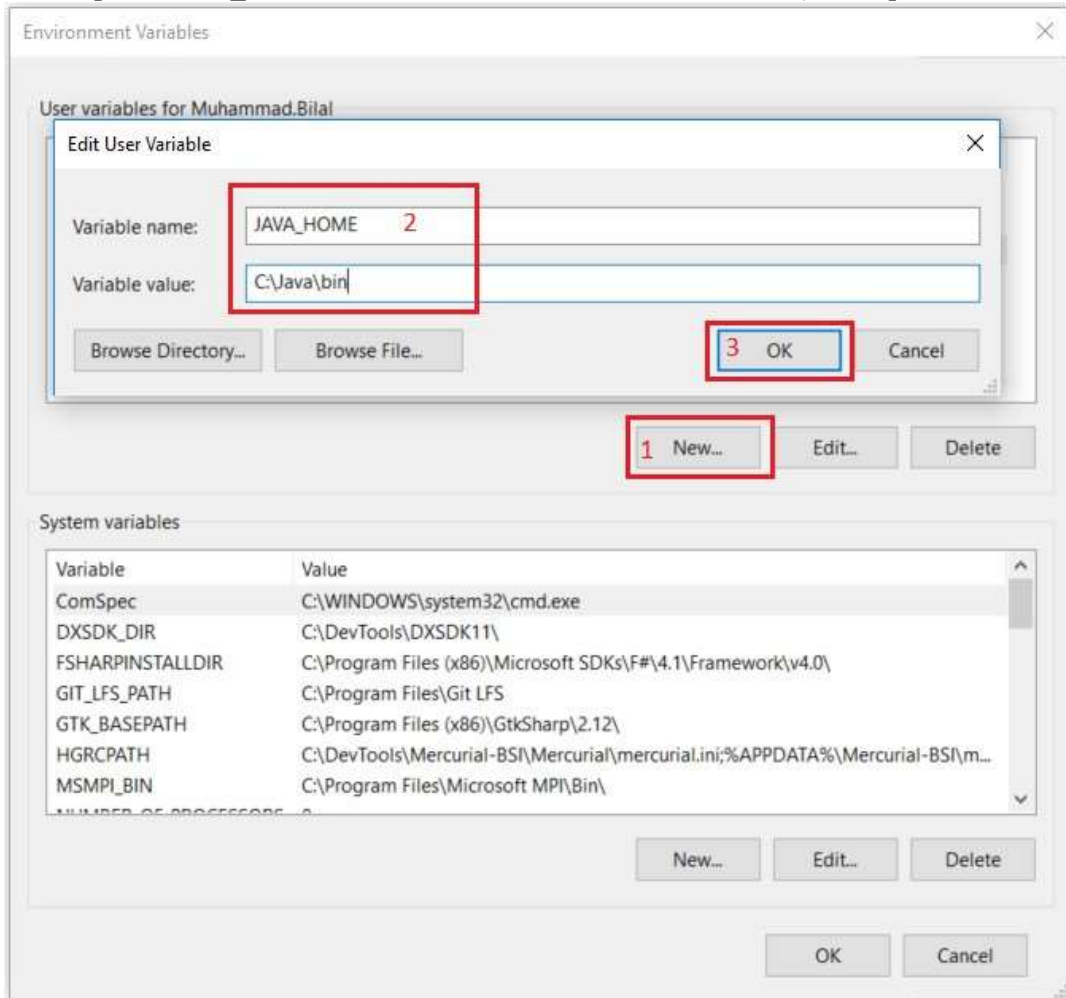 Environment Variables
User variables for Muhammad.Bilal
Edit User Variable
Variable name: JAVA_HOME 2
Variable value: C:\Java\bin
Browse Directory... Browse File... 3 OK Cancel
1 New... Edit... Delete
System variables
Variable Value
ComSpec C:\WINDOWS\system32\cmd.exe
DXSDK_DIR C:\DevTools\DXSDK11\
FSHARPINSTALLDIR C:\Program Files (x86)\Microsoft SDKs\F#\4.1\Framework\v4.0\
GIT_LFS_PATH C:\Program Files\Git LFS
GTK_BASEPATH C:\Program Files (x86)\GtkSharp\2.12\
HGRCPATH C:\DevTools\Mercurial-BSI\Mercurial\mercurial.ini;%APPDATA%\Mercurial-BSI\m...
MSMPI_BIN C:\Program Files\Microsoft MPI\Bin\
NUMBER_OF_PROCESSORS
New... Edit... Delete
OK Cancel